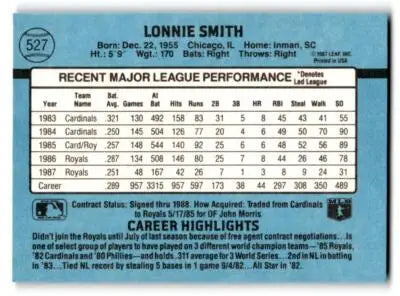 527
LONNIE SMITH
Born: Dec. 22, 1955 Chicago, IL Home: Inman, SC
Ht.: 5' 9" Wgt.: 170 Bats: Right Throws: Right
© 1987 LEAF, INC.
PRINTED IN U.S.A.
RECENT MAJOR LEAGUE PERFORMANCE *Denotes Led League
Year Team Name Bat. Avg. Games At Bat Hits Runs 2B 3B HR RBI Steal Walk SO
1983 Cardinals .321 130 492 158 83 31 5 8 45 43 41 55
1984 Cardinals .250 145 504 126 77 20 4 6 49 50 70 90
1985 Card/Roy .257 148 544 140 92 25 6 6 48 52 56 89
1986 Royals .287 134 508 146 80 25 7 8 44 26 46 78
1987 Royals .251 48 167 42 26 7 1 3 8 9 24 31
Career .289 957 3315 957 597 173 38 44 297 308 350 489
Contract Status: Signed thru 1988. How Acquired: Traded from Cardinals
to Royals 5/17/85 for OF John Morris
CAREER HIGHLIGHTS
Didn't join the Royals until July of last season because of free agent contract negotiations...Is
one of select group of players to have played on 3 different world champion teams—'85 Royals,
'82 Cardinals and '80 Phillies—and holds .311 average for 3 World Series...2nd in NL in batting
in '83...Tied NL record by stealing 5 bases in 1 game 9/4/82...All Star in '82.